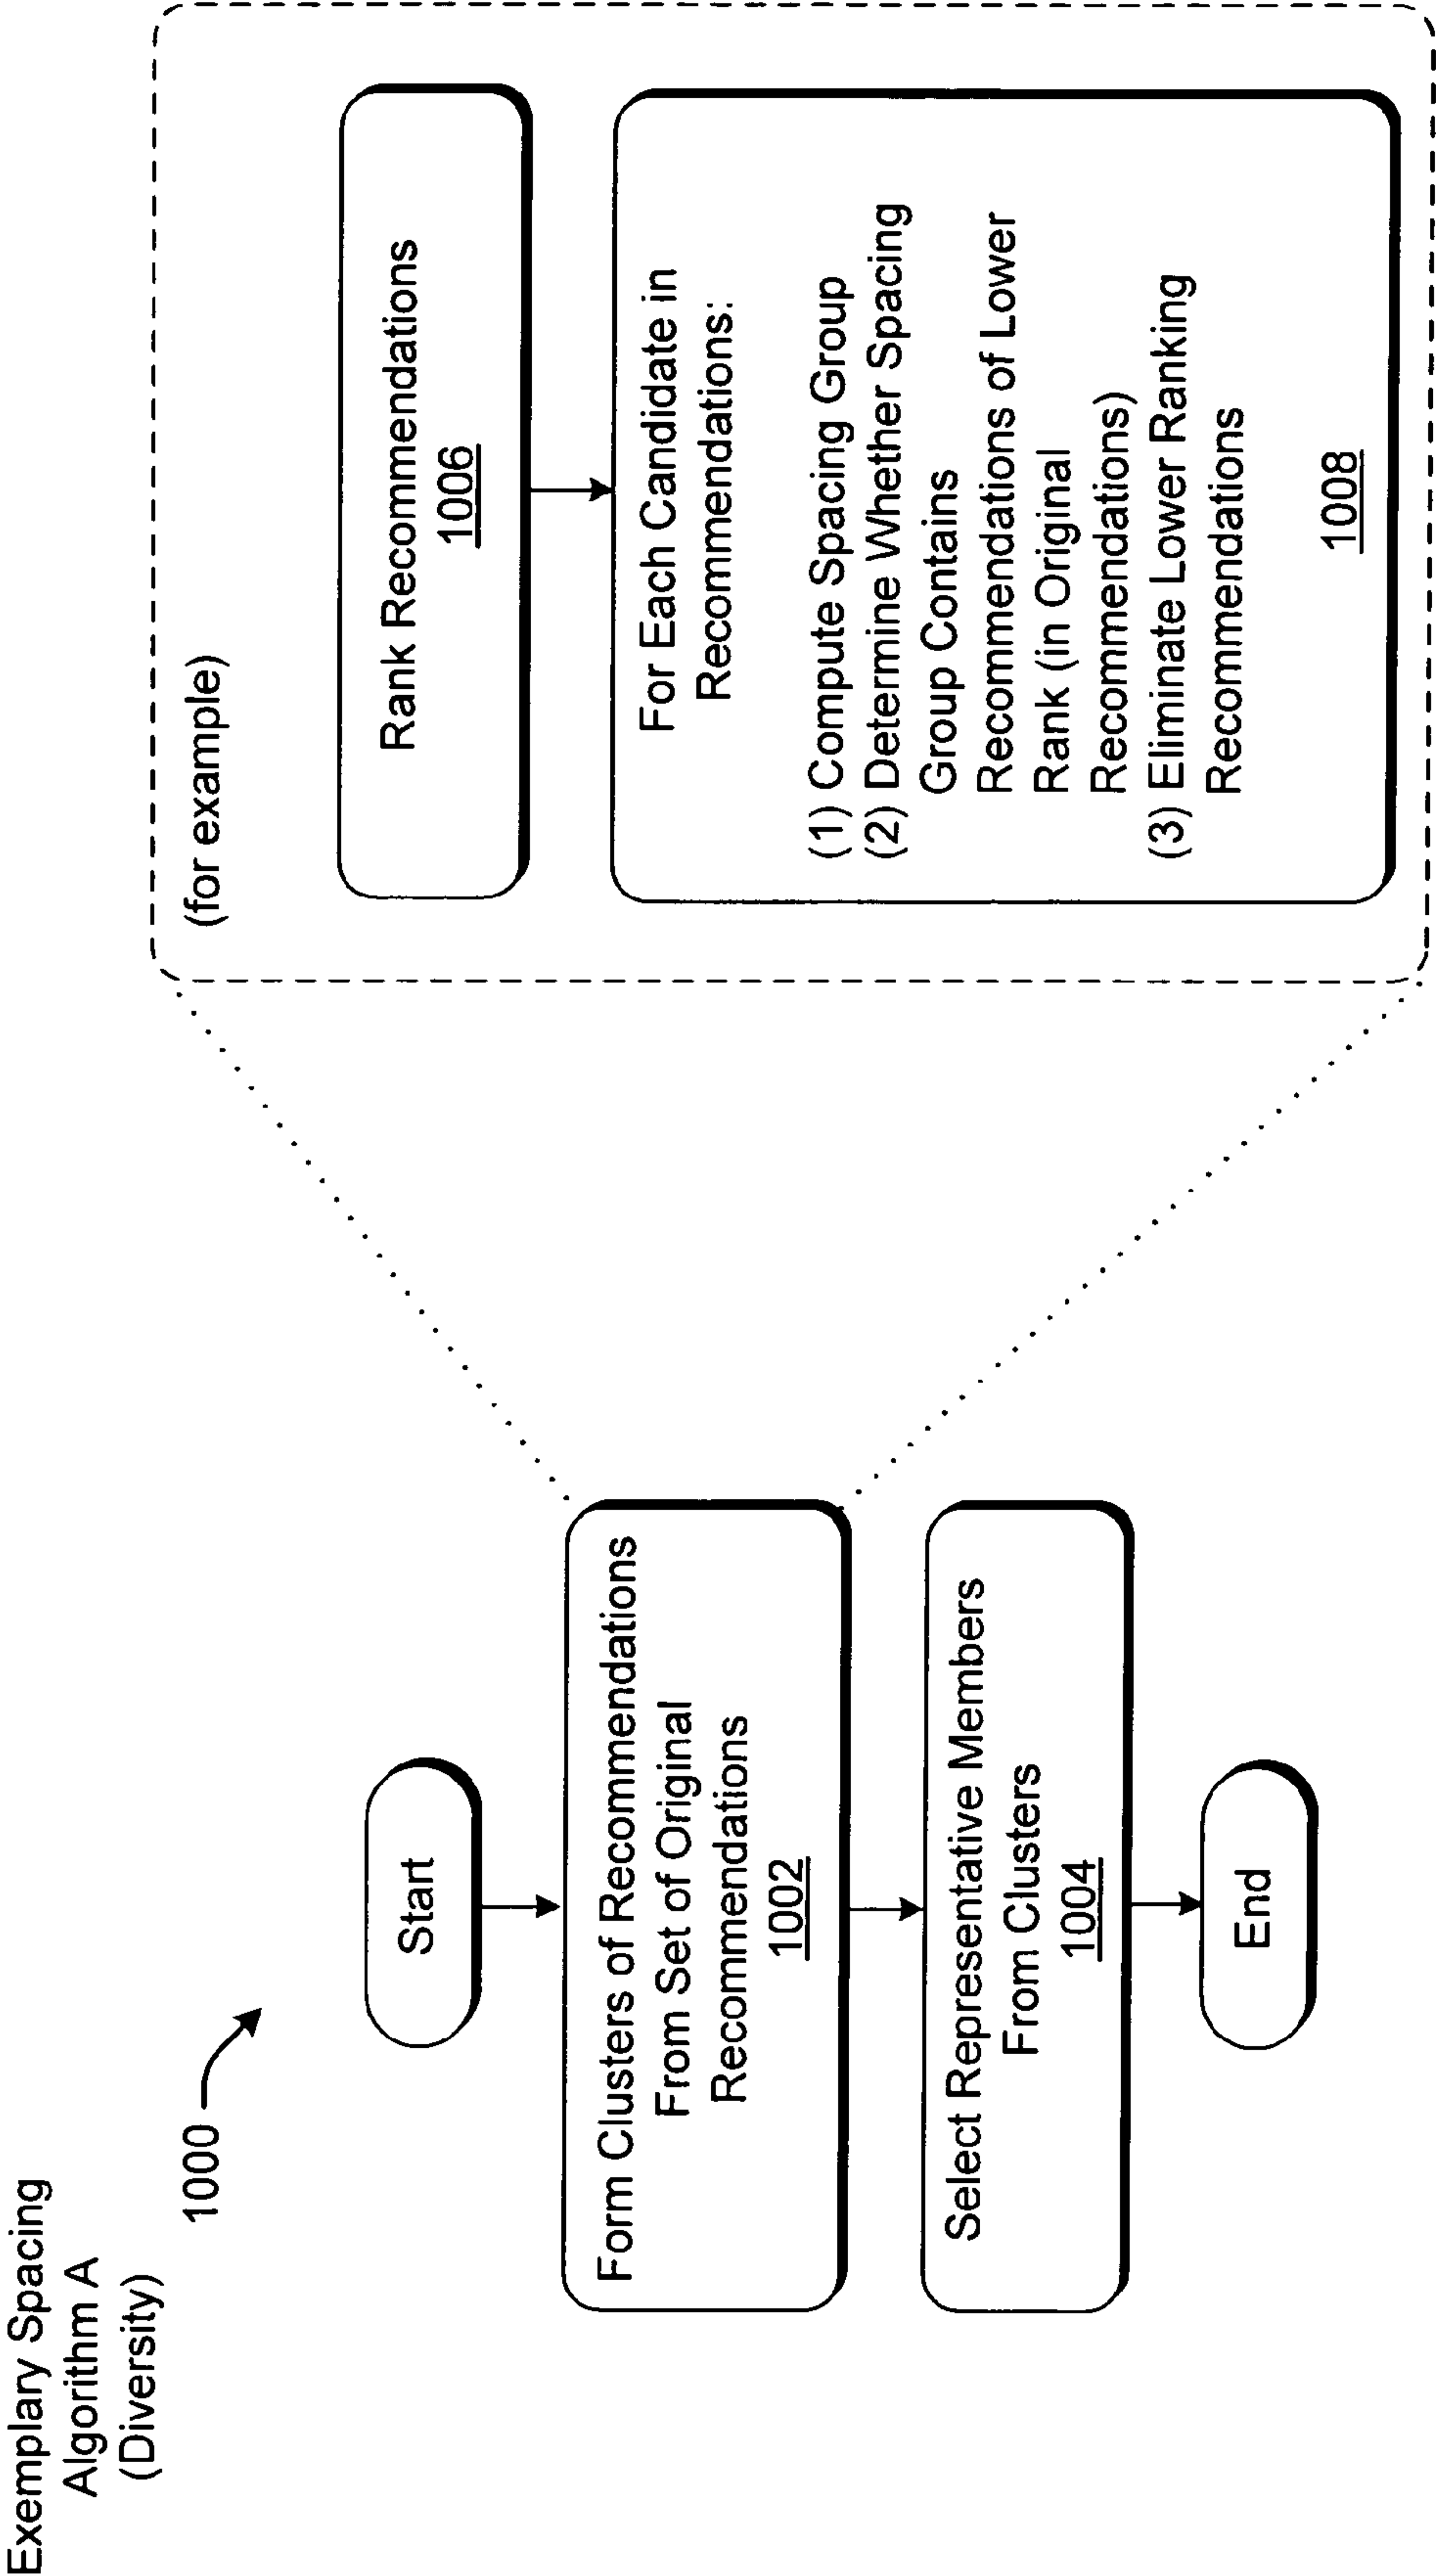 Exemplary Spacing
Algorithm A
(Diversity)
1000
Start
Form Clusters of Recommendations
From Set of Original
Recommendations
1002
Select Representative Members
From Clusters
1004
End
(for example)
Rank Recommendations
1006
For Each Candidate in
Recommendations:
(1) Compute Spacing Group
(2) Determine Whether Spacing
Group Contains
Recommendations of Lower
Rank (in Original
Recommendations)
(3) Eliminate Lower Ranking
Recommendations
1008